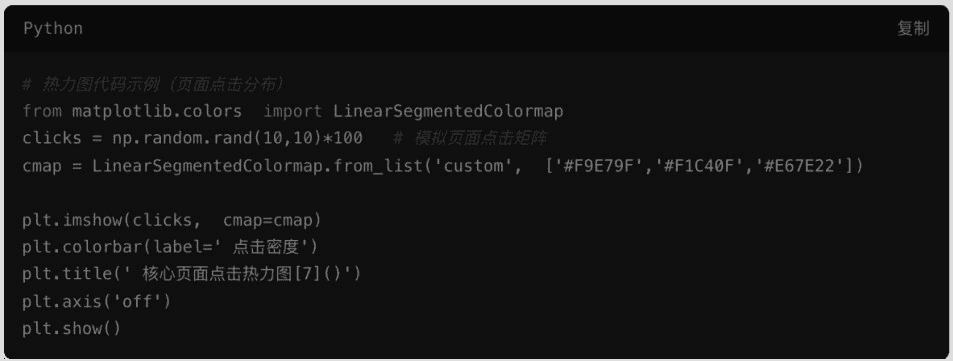 Python
复制
# 热力图代码示例（页面点击分布）
from matplotlib.colors  import LinearSegmentedColormap
clicks = np.random.rand(10,10)*100   # 模拟页面点击矩阵
cmap = LinearSegmentedColormap.from_list('custom',  ['#F9E79F','#F1C40F','#E67E22'])
plt.imshow(clicks,  cmap=cmap)
plt.colorbar(label=' 点击密度')
plt.title(' 核心页面点击热力图[7]()')
plt.axis('off')
plt.show()